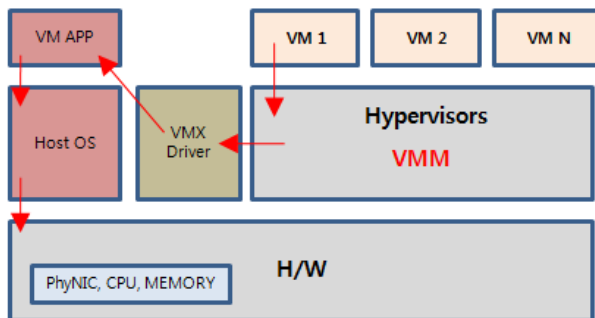 VM APP
VM 1
VM 2
VM N
Host OS
VMX
Driver
Hypervisors
VMM
H/W
PhyNIC, CPU, MEMORY